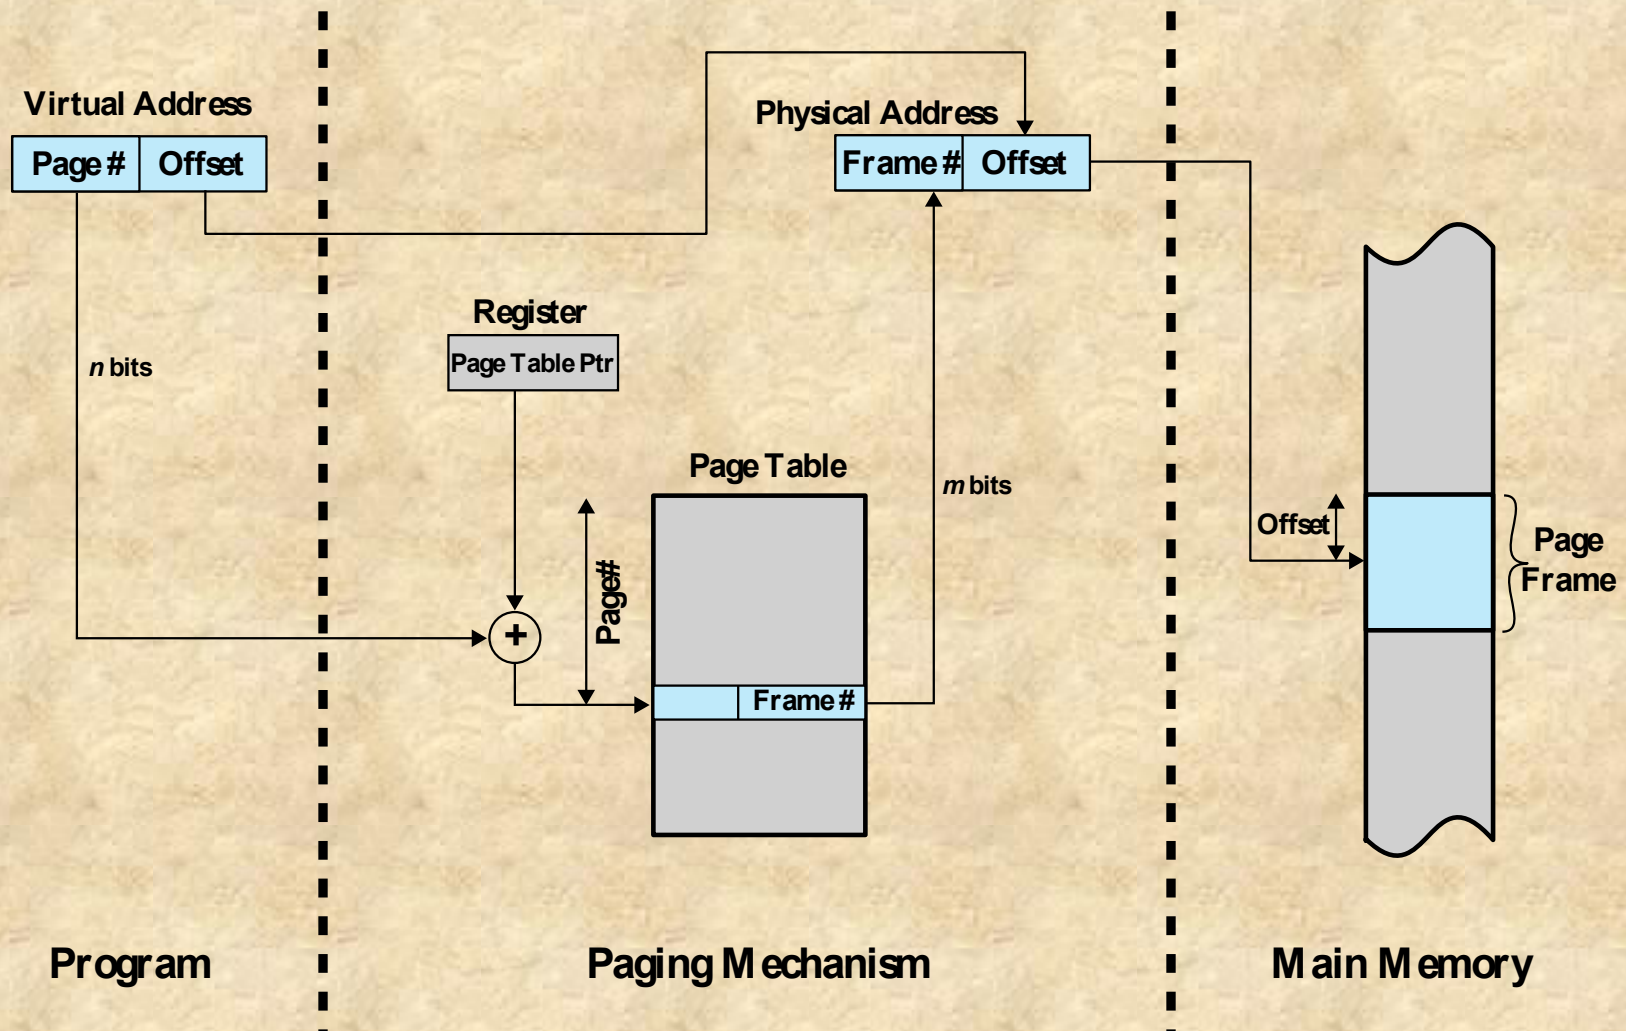 Virtual Address
Page # Offset
Physical Address
Frame # Offset
Register
Page Table Ptr
n bits
Page Table
m bits
Page#
+
Frame #
Offset
Page
Frame
Program
Paging Mechanism
Main Memory